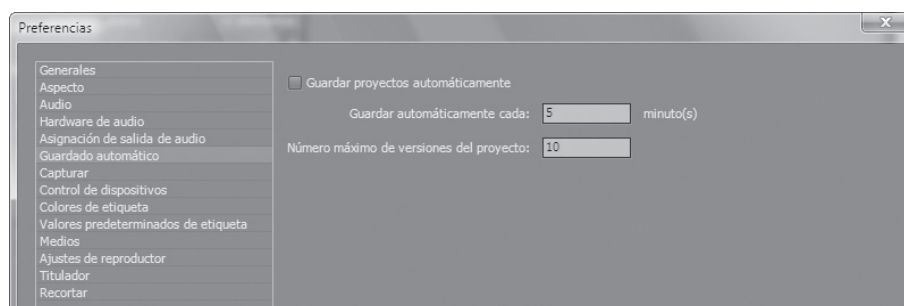 Preferencias
Generales
Aspecto
Audio
Hardware de audio
Asignación de salida de audio
Guardado automático
Capturar
Control de dispositivos
Colores de etiqueta
Valores predeterminados de etiqueta
Medios
Ajustes de reproductor
Titulador
Recortar
Guardar proyectos automáticamente
Guardar automáticamente cada: 5 minuto(s)
Número máximo de versiones del proyecto: 10